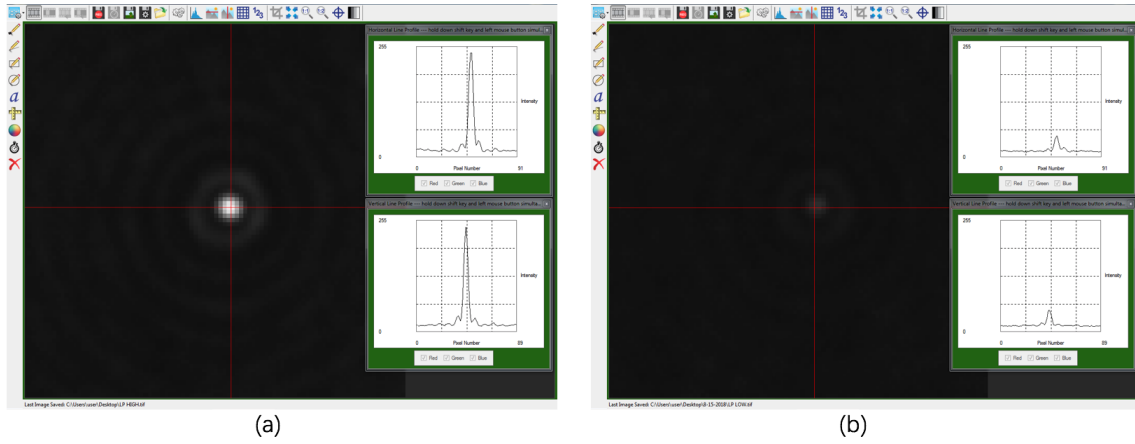 Horizontal Line Profile --- hold down shift key and left mouse button simul...
255
Intensity
0
0 Pixel Number 91
Red Green Blue
Vertical Line Profile --- hold down shift key and left mouse button simulta...
255
Intensity
0
0 Pixel Number 89
Red Green Blue
a
123
Last Image Saved: C:\Users\user\Desktop\LP HIGH.tif
(a)
Horizontal Line Profile --- hold down shift key and left mouse button simul...
255
Intensity
0
0 Pixel Number 91
Red Green Blue
Vertical Line Profile --- hold down shift key and left mouse button simulta...
255
Intensity
0
0 Pixel Number 89
Red Green Blue
a
123
Last Image Saved: C:\Users\user\Desktop\8-15-2018\LP LOW.tif
(b)